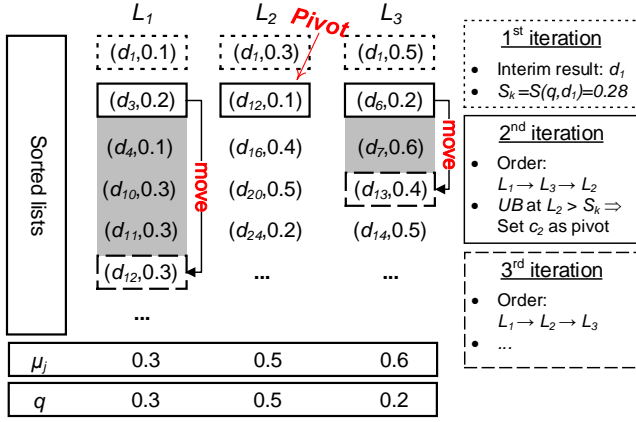 L1 L2 L3
Pivot
Sorted lists
(d1,0.1) (d1,0.3) (d1,0.5)
(d3,0.2) (d12,0.1) (d6,0.2)
(d4,0.1) (d16,0.4) (d7,0.6)
(d10,0.3) (d20,0.5) (d13,0.4)
(d11,0.3) (d24,0.2) (d14,0.5)
(d12,0.3) ... ...
...
move
move
μj 0.3 0.5 0.6
q 0.3 0.5 0.2
1st iteration
• Interim result: d1
• Sk=S(q,d1)=0.28
2nd iteration
• Order:
L1→L3→L2
• UB at L2 > Sk ⇒
Set c2 as pivot
3rd iteration
• Order:
L1→L2→L3
• ...